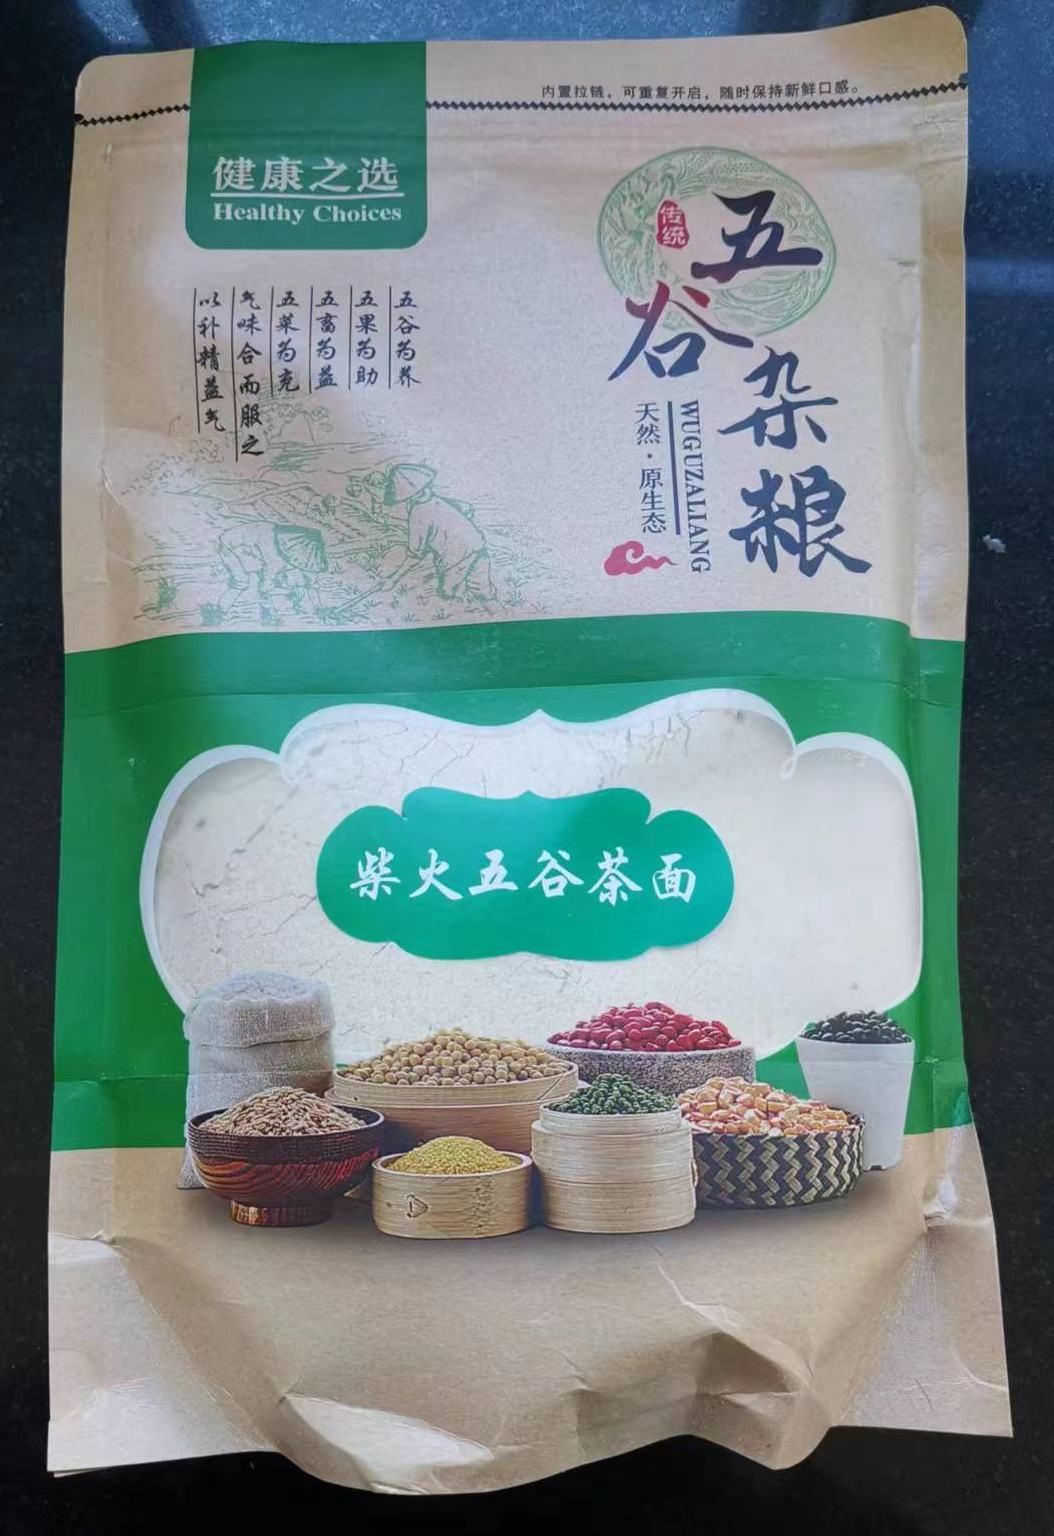 内置拉链，可重复开启，随时保持新鲜口感。
健康之选
Healthy Choices
传统
五谷杂粮
WUGUZALIANG
天然·原生态
五谷为养
五果为助
五畜为益
五菜为充
气味合而服之
以补精益气
柴火五谷茶面